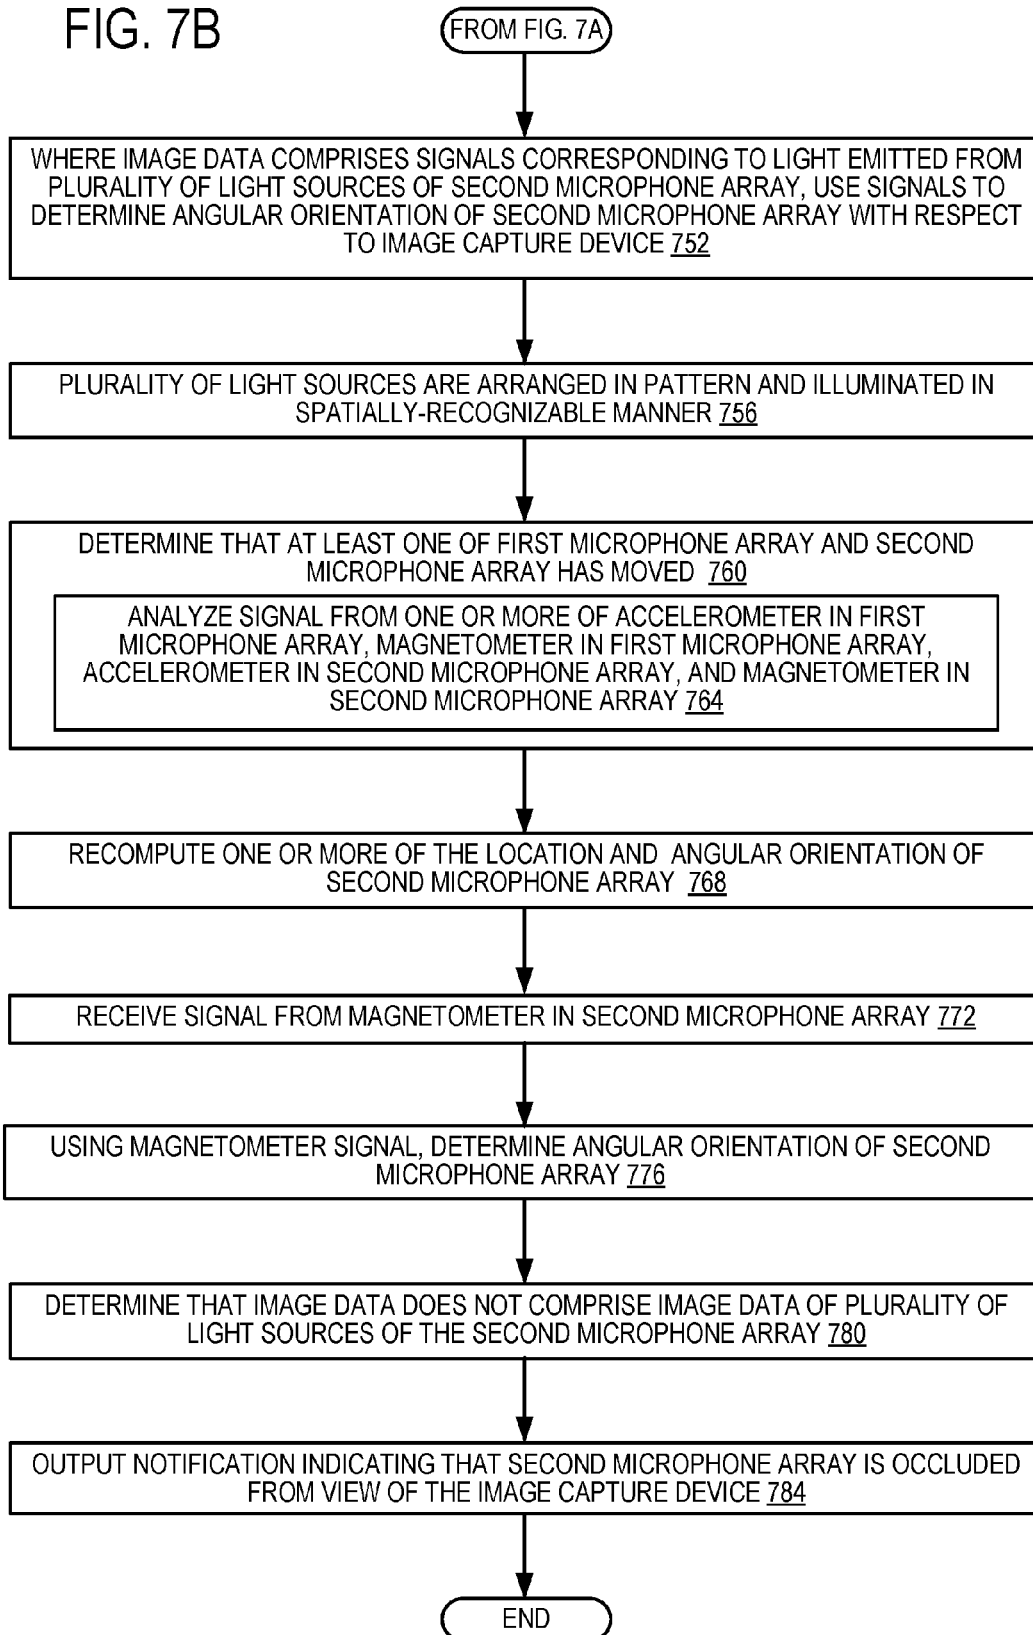 FIG. 7B
FROM FIG. 7A
WHERE IMAGE DATA COMPRISES SIGNALS CORRESPONDING TO LIGHT EMITTED FROM
PLURALITY OF LIGHT SOURCES OF SECOND MICROPHONE ARRAY, USE SIGNALS TO
DETERMINE ANGULAR ORIENTATION OF SECOND MICROPHONE ARRAY WITH RESPECT
TO IMAGE CAPTURE DEVICE 752
PLURALITY OF LIGHT SOURCES ARE ARRANGED IN PATTERN AND ILLUMINATED IN
SPATIALLY-RECOGNIZABLE MANNER 756
DETERMINE THAT AT LEAST ONE OF FIRST MICROPHONE ARRAY AND SECOND
MICROPHONE ARRAY HAS MOVED 760
ANALYZE SIGNAL FROM ONE OR MORE OF ACCELEROMETER IN FIRST
MICROPHONE ARRAY, MAGNETOMETER IN FIRST MICROPHONE ARRAY,
ACCELEROMETER IN SECOND MICROPHONE ARRAY, AND MAGNETOMETER IN
SECOND MICROPHONE ARRAY 764
RECOMPUTE ONE OR MORE OF THE LOCATION AND ANGULAR ORIENTATION OF
SECOND MICROPHONE ARRAY 768
RECEIVE SIGNAL FROM MAGNETOMETER IN SECOND MICROPHONE ARRAY 772
USING MAGNETOMETER SIGNAL, DETERMINE ANGULAR ORIENTATION OF SECOND
MICROPHONE ARRAY 776
DETERMINE THAT IMAGE DATA DOES NOT COMPRISE IMAGE DATA OF PLURALITY OF
LIGHT SOURCES OF THE SECOND MICROPHONE ARRAY 780
OUTPUT NOTIFICATION INDICATING THAT SECOND MICROPHONE ARRAY IS OCCLUDED
FROM VIEW OF THE IMAGE CAPTURE DEVICE 784
END